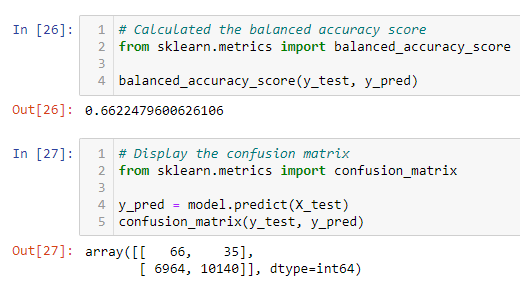 In [26]: 1 # Calculated the balanced accuracy score
2 from sklearn.metrics import balanced_accuracy_score
3
4 balanced_accuracy_score(y_test, y_pred)
Out[26]: 0.6622479600626106
In [27]: 1 # Display the confusion matrix
2 from sklearn.metrics import confusion_matrix
3
4 y_pred = model.predict(X_test)
5 confusion_matrix(y_test, y_pred)
Out[27]: array([[   66,    35],
       [ 6964, 10140]], dtype=int64)